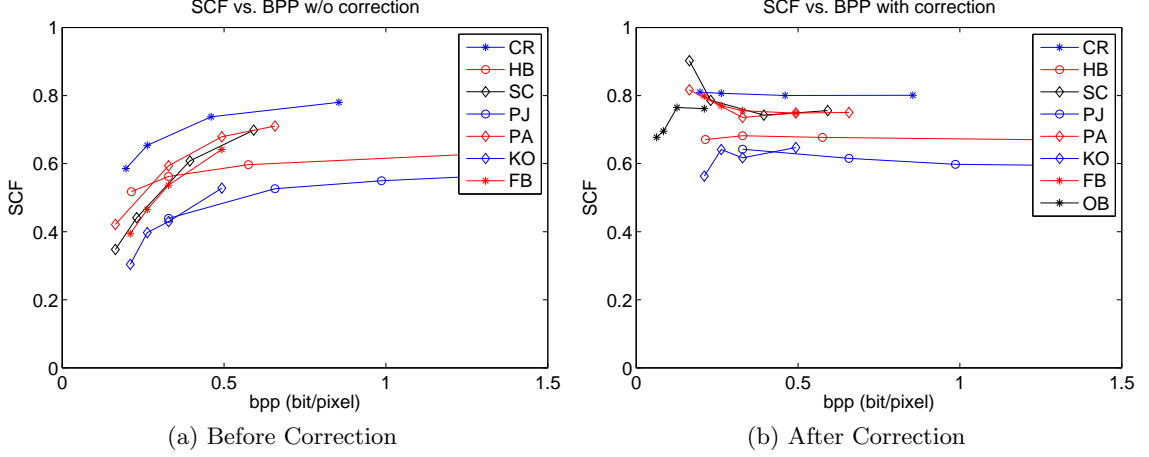 SCF vs. BPP w/o correction
1
0.8
0.6
0.4
0.2
0
SCF
0 0.5 1 1.5
bpp (bit/pixel)
CR
HB
SC
PJ
PA
KO
FB
(a) Before Correction
SCF vs. BPP with correction
1
0.8
0.6
0.4
0.2
0
SCF
0 0.5 1 1.5
bpp (bit/pixel)
CR
HB
SC
PJ
PA
KO
FB
OB
(b) After Correction